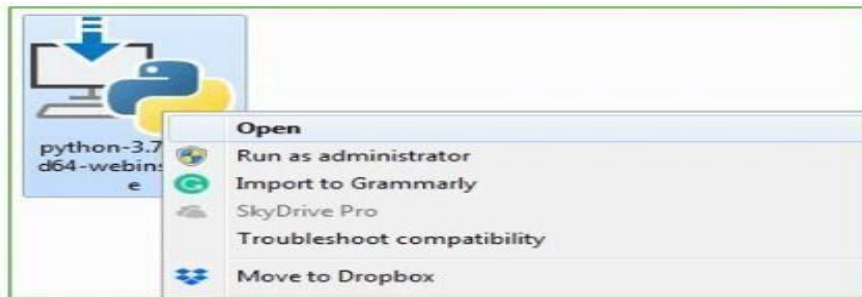 python-3.7
d64-webins
e
Open
Run as administrator
Import to Grammarly
SkyDrive Pro
Troubleshoot compatibility
Move to Dropbox